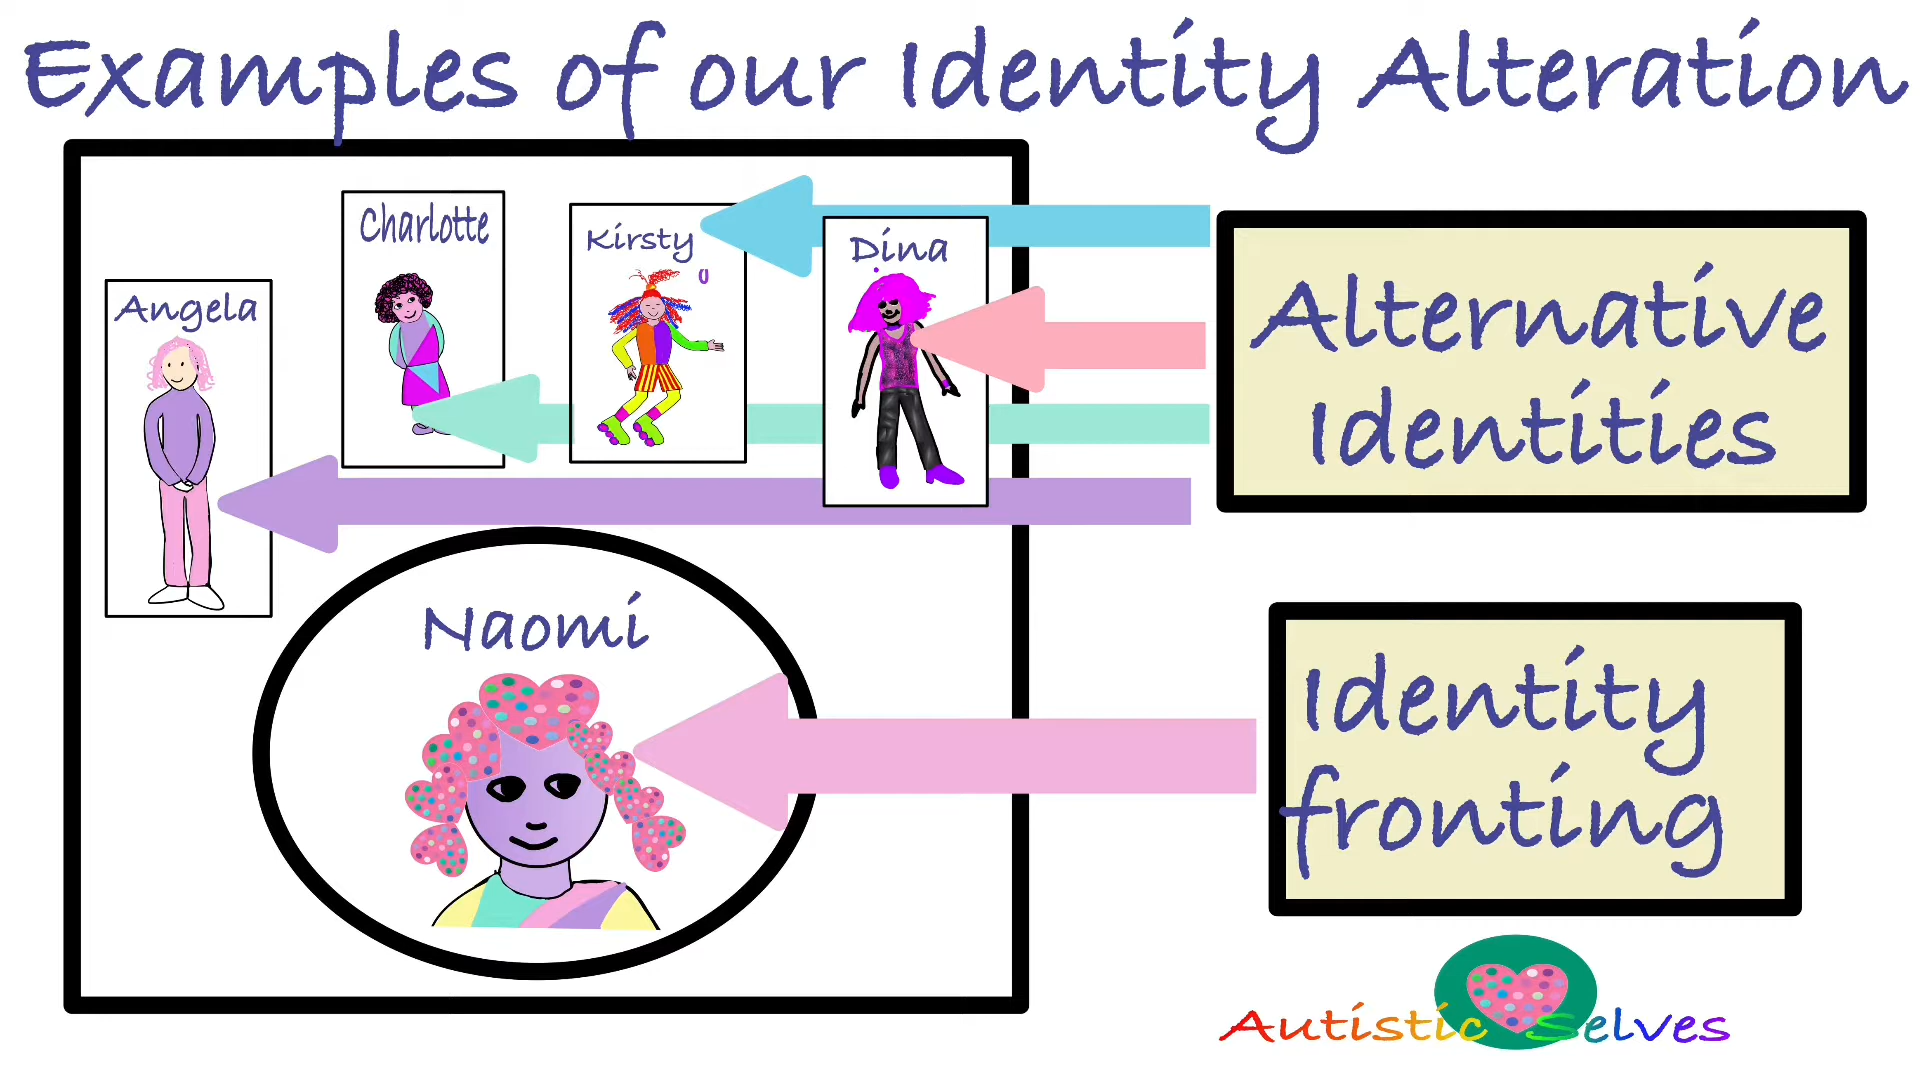 Examples of our Identity Alteration
Charlotte
Kirsty
Dina
Angela
Alternative
Identities
Naomi
Identity
fronting
Autistic Selves